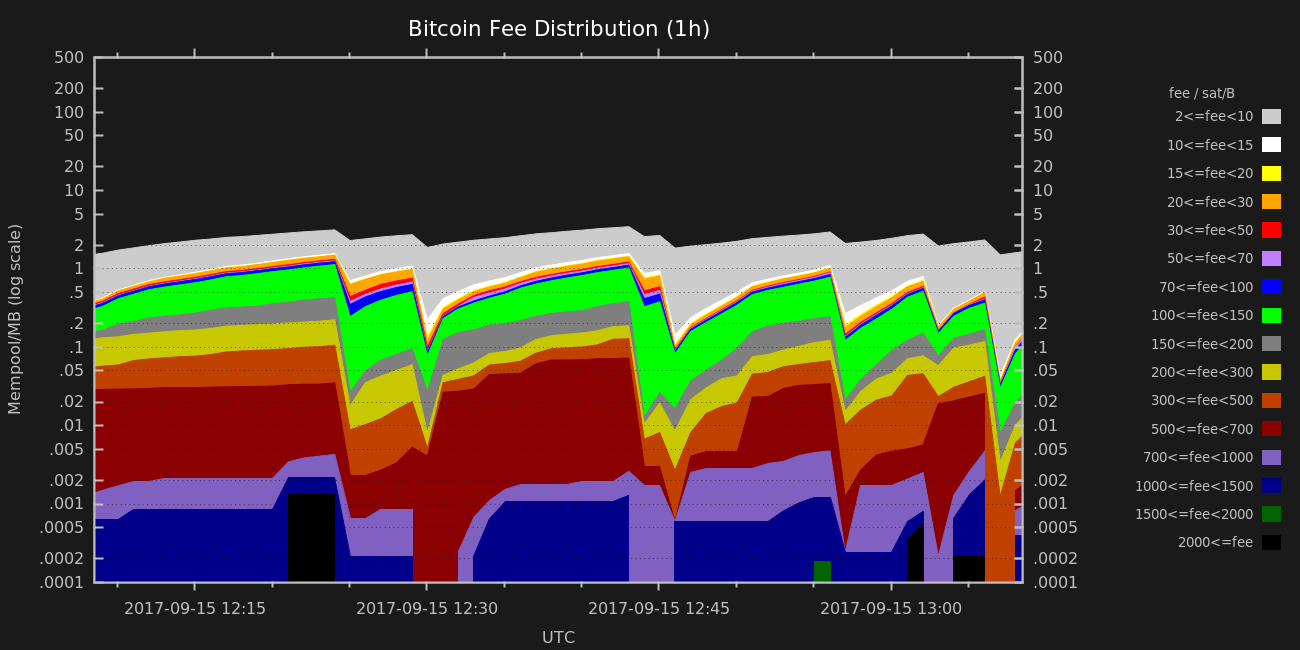 Bitcoin Fee Distribution (1h)
500 500
200 200
100 100
50 50
20 20
10 10
5 5
2 2
1 1
.5 .5
.2 .2
.1 .1
.05 .05
.02 .02
.01 .01
.005 .005
.002 .002
.001 .001
.0005 .0005
.0002 .0002
.0001 .0001
Mempool/MB (log scale)
2017-09-15 12:15 2017-09-15 12:30 2017-09-15 12:45 2017-09-15 13:00
UTC
fee / sat/B
2<=fee<10
10<=fee<15
15<=fee<20
20<=fee<30
30<=fee<50
50<=fee<70
70<=fee<100
100<=fee<150
150<=fee<200
200<=fee<300
300<=fee<500
500<=fee<700
700<=fee<1000
1000<=fee<1500
1500<=fee<2000
2000<=fee